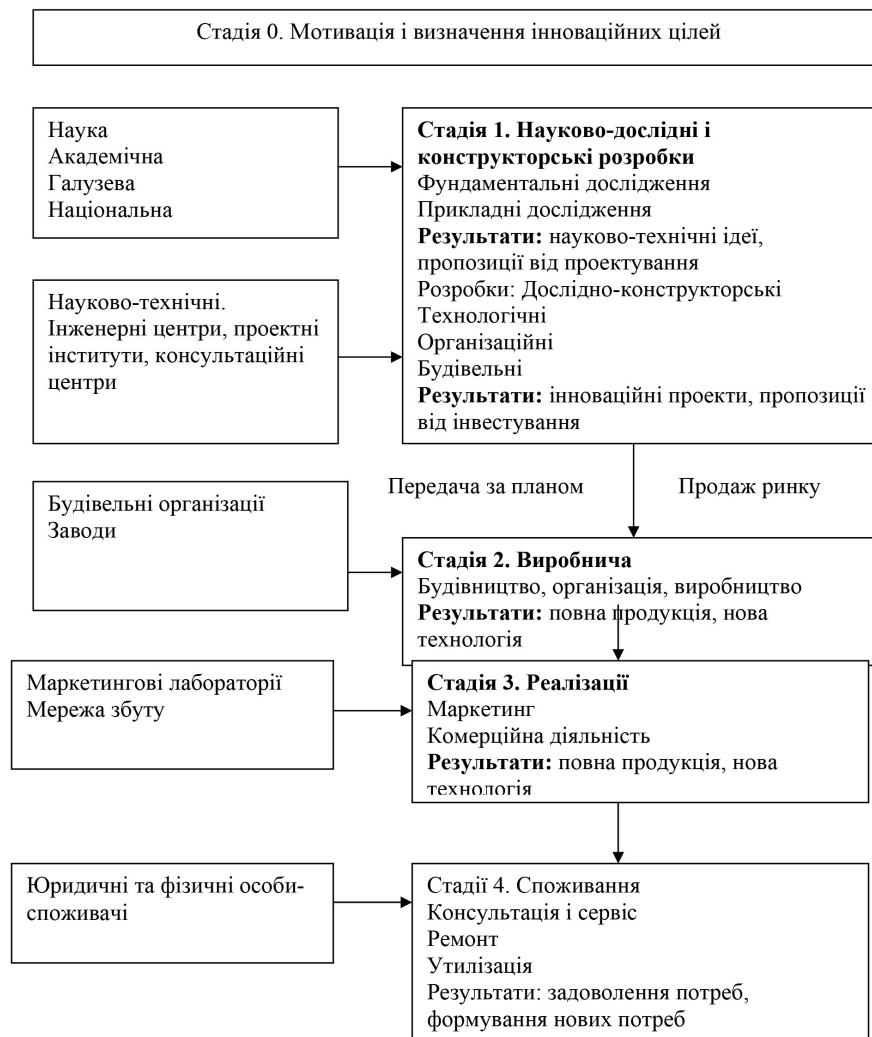 Стадія 0. Мотивація і визначення інноваційних цілей
Наука
Академічна
Галузева
Національна
Стадія 1. Науково-дослідні і
конструкторські розробки
Фундаментальні дослідження
Прикладні дослідження
Результати: науково-технічні ідеї,
пропозиції від проектування
Розробки: Дослідно-конструкторські
Технологічні
Організаційні
Будівельні
Результати: інноваційні проекти, пропозиції
від інвестування
Науково-технічні.
Інженерні центри, проектні
інститути, консультаційні
центри
Передача за планом
Продаж ринку
Будівельні організації
Заводи
Стадія 2. Виробнича
Будівництво, організація, виробництво
Результати: повна продукція, нова
технологія
Маркетингові лабораторії
Мережа збуту
Стадія 3. Реалізації
Маркетинг
Комерційна діяльність
Результати: повна продукція, нова
технологія
Юридичні та фізичні особи-
споживачі
Стадії 4. Споживання
Консультація і сервіс
Ремонт
Утилізація
Результати: задоволення потреб,
формування нових потреб